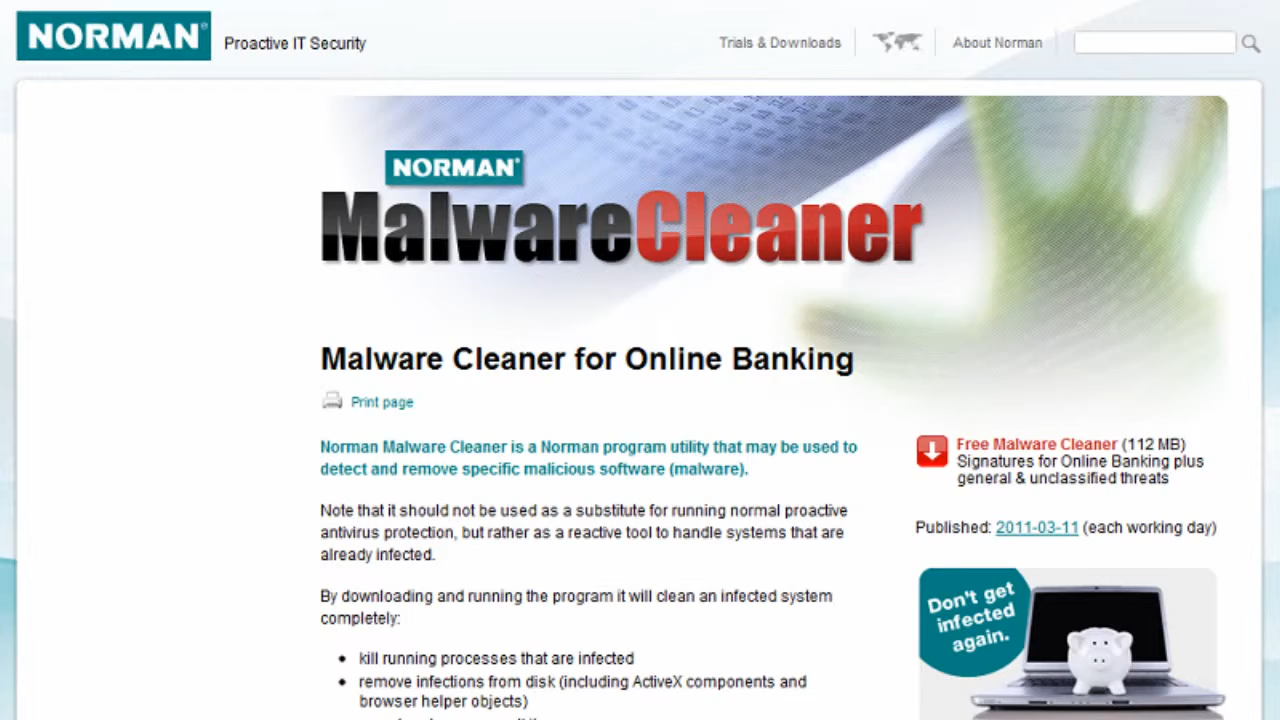 NORMAN®
Proactive IT Security
Trials & Downloads
About Norman
NORMAN®
MalwareCleaner
Malware Cleaner for Online Banking
Print page
Norman Malware Cleaner is a Norman program utility that may be used to
detect and remove specific malicious software (malware).
Note that it should not be used as a substitute for running normal proactive
antivirus protection, but rather as a reactive tool to handle systems that are
already infected.
By downloading and running the program it will clean an infected system
completely:
• kill running processes that are infected
• remove infections from disk (including ActiveX components and
browser helper objects)
Free Malware Cleaner (112 MB)
Signatures for Online Banking plus
general & unclassified threats
Published: 2011-03-11 (each working day)
Don't get
infected
again.